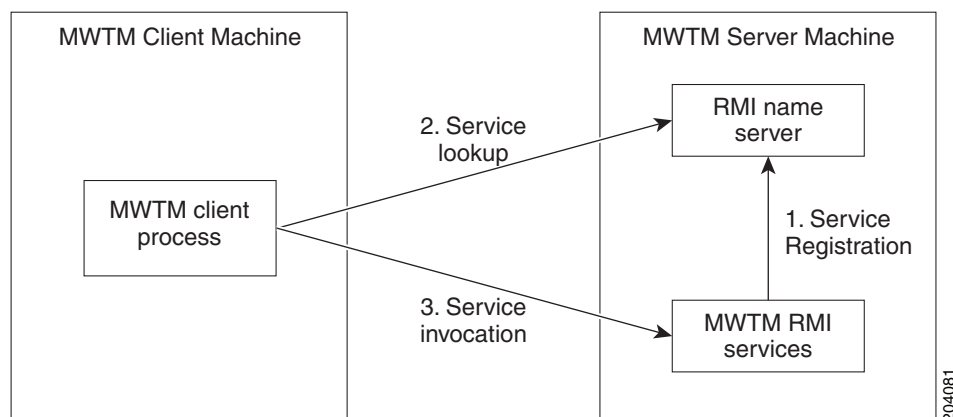 MWTM Client Machine
MWTM Server Machine
RMI name
server
2. Service
lookup
MWTM client
process
1. Service
Registration
3. Service
invocation
MWTM RMI
services
204081